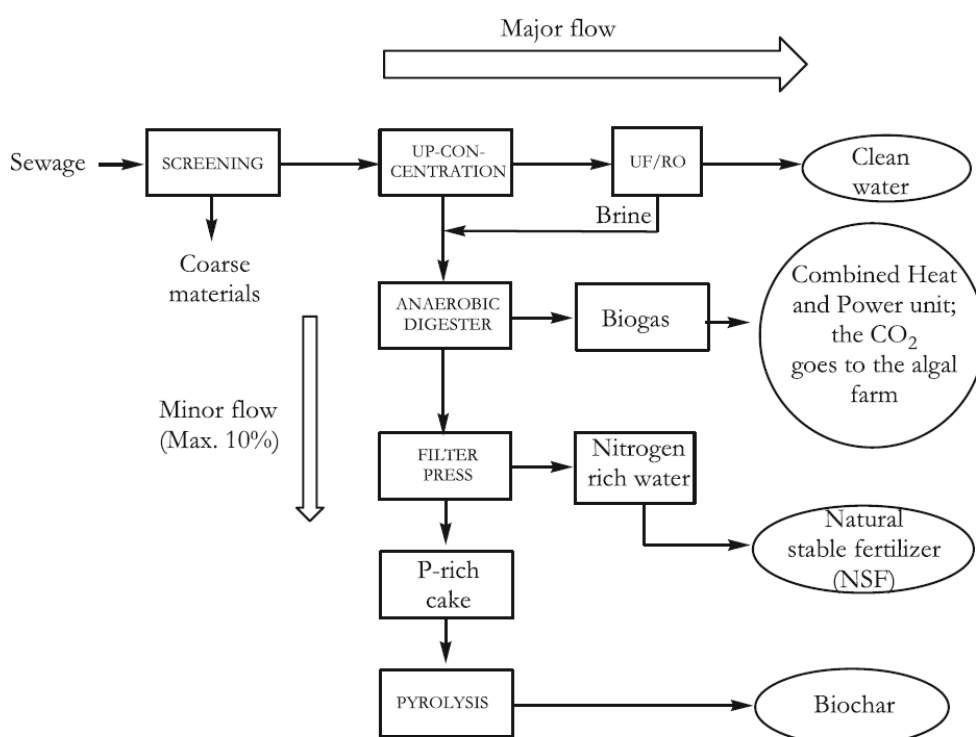 Major flow
Sewage
SCREENING
UP-CON-
CENTRATION
UF/RO
Clean
water
Brine
Coarse
materials
ANAEROBIC
DIGESTER
Biogas
Combined Heat
and Power unit;
the CO₂
goes to the algal
farm
Minor flow
(Max. 10%)
FILTER
PRESS
Nitrogen
rich water
Natural
stable fertilizer
(NSF)
P-rich
cake
PYROLYSIS
Biochar